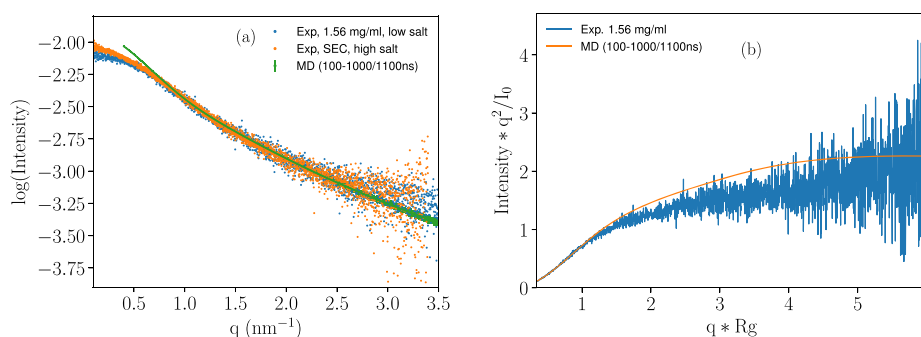 (a)
Exp, 1.56 mg/ml, low salt
Exp, SEC, high salt
MD (100-1000/1100ns)
log(Intensity)
−2.00
−2.25
−2.50
−2.75
−3.00
−3.25
−3.50
−3.75
0.5
1.0
1.5
2.0
2.5
3.0
3.5
q (nm⁻¹)
Exp. 1.56 mg/ml
MD (100-1000/1100ns)
(b)
Intensity * q²/I₀
4
3
2
1
0
1
2
3
4
5
q * Rg